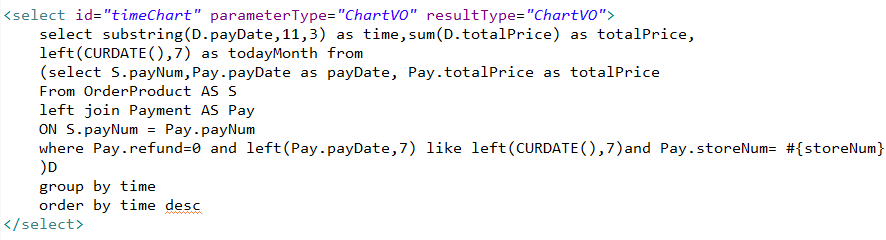 <select id="timeChart" parameterType="ChartVO" resultType="ChartVO">
select substring(D.payDate,11,3) as time,sum(D.totalPrice) as totalPrice,
left(CURDATE(),7) as todayMonth from
(select S.payNum,Pay.payDate as payDate, Pay.totalPrice as totalPrice
From OrderProduct AS S
left join Payment AS Pay
ON S.payNum = Pay.payNum
where Pay.refund=0 and left(Pay.payDate,7) like left(CURDATE(),7)and Pay.storeNum= #{storeNum}
)D
group by time
order by time desc
</select>